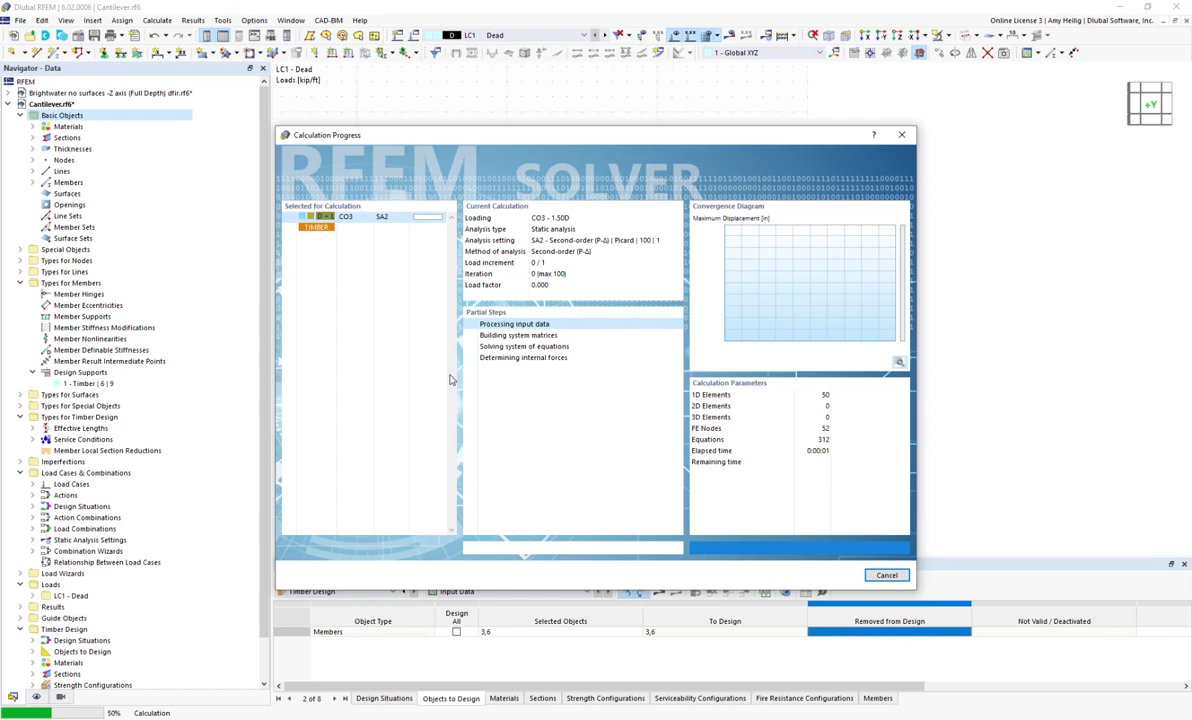 Dlubal RFEM | 6.02.0006 | Cantilever.rf6*
File Edit View Insert Assign Calculate Results Tools Options Window CAD-BIM Help
Online License 3 | Amy Heilig | Dlubal Software, Inc.
D LC1 Dead
1 - Global XYZ
Navigator - Data
RFEM
Brightwater no surfaces -Z axis (Full Depth) dfir.rf6*
Cantilever.rf6*
Basic Objects
Materials
Sections
Thicknesses
Nodes
Lines
Members
Surfaces
Openings
Line Sets
Member Sets
Surface Sets
Special Objects
Types for Nodes
Types for Lines
Types for Members
Member Hinges
Member Eccentricities
Member Supports
Member Stiffness Modifications
Member Nonlinearities
Member Definable Stiffnesses
Member Result Intermediate Points
Design Supports
1 - Timber | 6 | 9
Types for Surfaces
Types for Special Objects
Types for Timber Design
Effective Lengths
Service Conditions
Member Local Section Reductions
Imperfections
Load Cases & Combinations
Load Cases
Actions
Design Situations
Action Combinations
Load Combinations
Static Analysis Settings
Combination Wizards
Relationship Between Load Cases
Load Wizards
Loads
LC1 - Dead
Results
Guide Objects
Timber Design
Design Situations
Objects to Design
Materials
Sections
Strength Configurations
LC1 - Dead
Loads [kip/ft]
+Y
Calculation Progress
RFEM SOLVER
Selected for Calculation
D + L CO3 SA2
TIMBER
Current Calculation
Loading CO3 - 1.50D
Analysis type Static analysis
Analysis setting SA2 - Second-order (P-Δ) | Picard | 100 | 1
Method of analysis Second-order (P-Δ)
Load increment 0 / 1
Iteration 0 (max 100)
Load factor 0.000
Partial Steps
Processing input data
Building system matrices
Solving system of equations
Determining internal forces
Convergence Diagram
Maximum Displacement [in]
Calculation Parameters
1D Elements 50
2D Elements 0
3D Elements 0
FE Nodes 52
Equations 312
Elapsed time 0:00:01
Remaining time
Cancel
Timber Design Input Data
Object Type Design All Selected Objects To Design Removed from Design Not Valid / Deactivated
Members 3,6 3,6
2 of 8 Design Situations Objects to Design Materials Sections Strength Configurations Serviceability Configurations Fire Resistance Configurations Members
50% Calculation